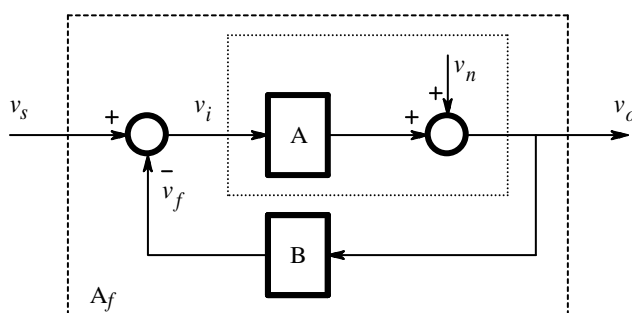 v_n
v_s + v_i A + v_o
+
− v_f
B
A_f